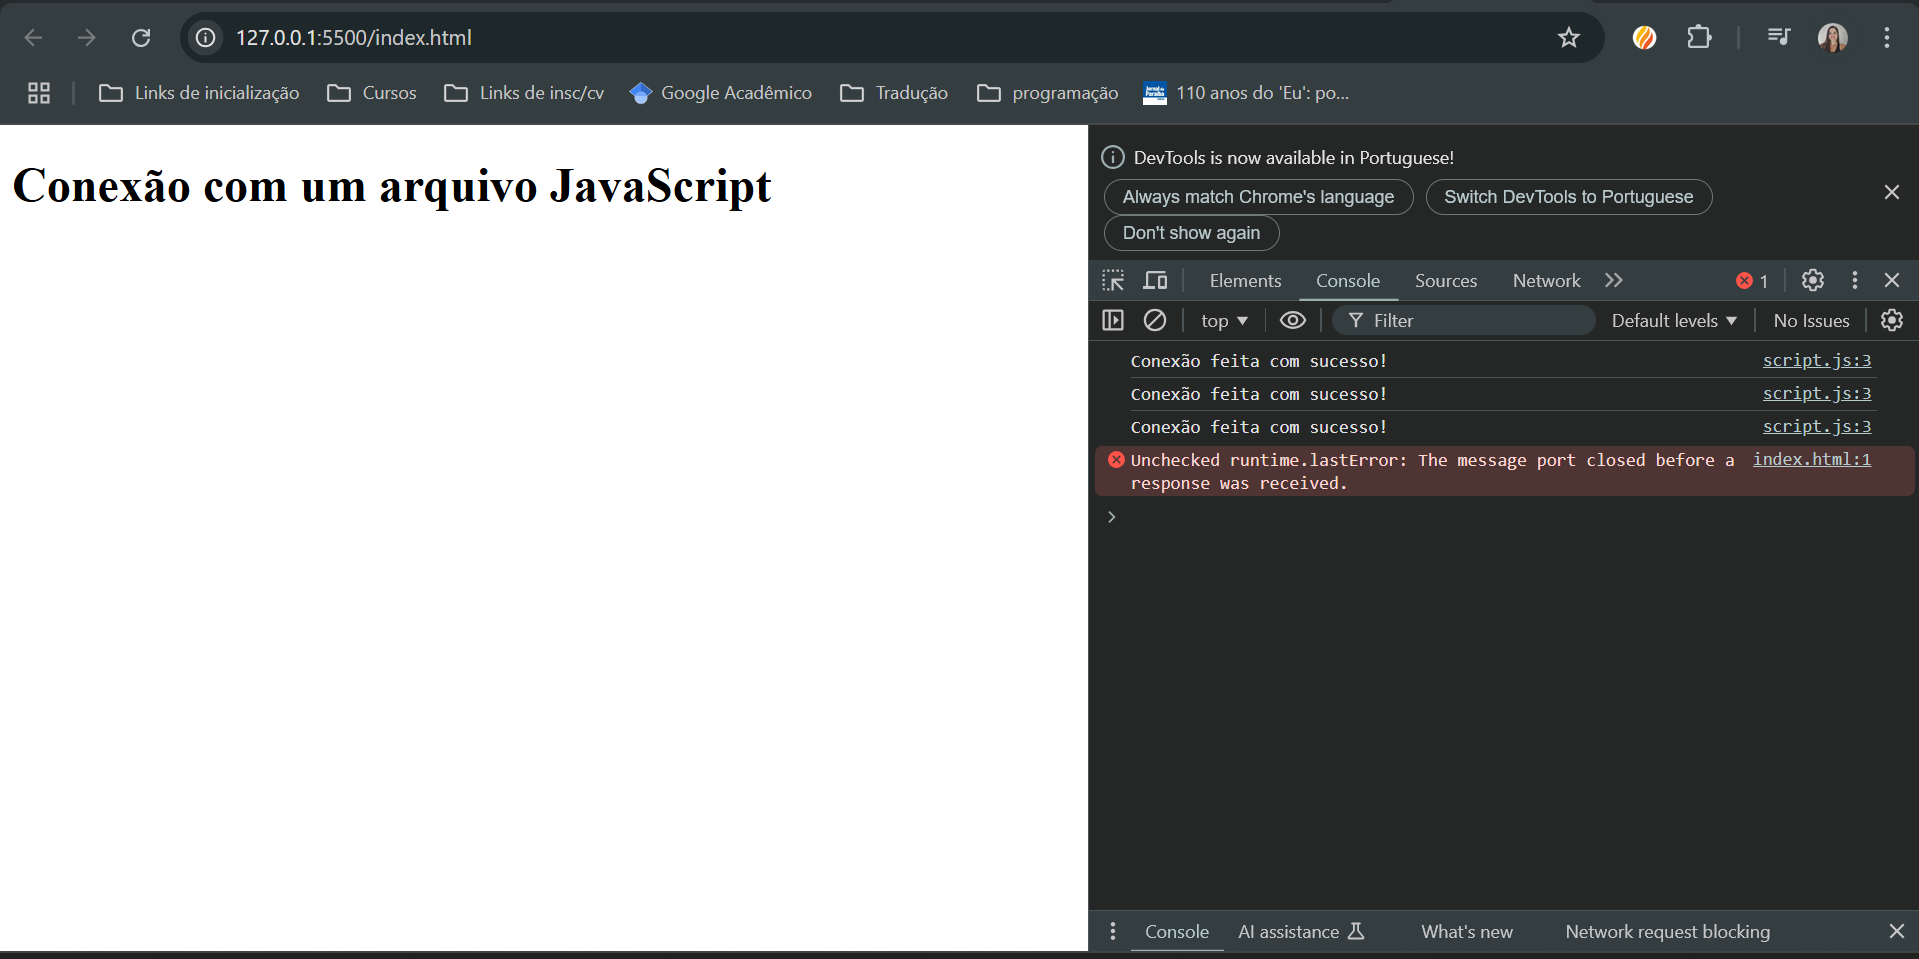 127.0.0.1:5500/index.html
Links de inicialização Cursos Links de insc/cv Google Acadêmico Tradução programação 110 anos do 'Eu': po...
Conexão com um arquivo JavaScript
DevTools is now available in Portuguese!
Always match Chrome's language Switch DevTools to Portuguese
Don't show again
Elements Console Sources Network 1
top Filter Default levels No Issues
Conexão feita com sucesso! script.js:3
Conexão feita com sucesso! script.js:3
Conexão feita com sucesso! script.js:3
Unchecked runtime.lastError: The message port closed before a index.html:1
response was received.
Console AI assistance What's new Network request blocking